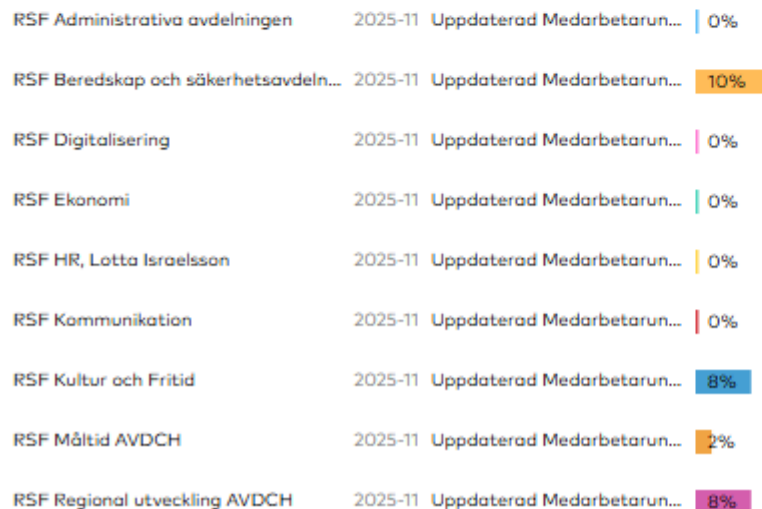 RSF Administrativa avdelningen 2025-11 Uppdaterad Medarbetarun... 0%
RSF Beredskap och säkerhetsavdeln... 2025-11 Uppdaterad Medarbetarun... 10%
RSF Digitalisering 2025-11 Uppdaterad Medarbetarun... 0%
RSF Ekonomi 2025-11 Uppdaterad Medarbetarun... 0%
RSF HR, Lotta Israelsson 2025-11 Uppdaterad Medarbetarun... 0%
RSF Kommunikation 2025-11 Uppdaterad Medarbetarun... 0%
RSF Kultur och Fritid 2025-11 Uppdaterad Medarbetarun... 8%
RSF Måltid AVDCH 2025-11 Uppdaterad Medarbetarun... 2%
RSF Regional utveckling AVDCH 2025-11 Uppdaterad Medarbetarun... 8%